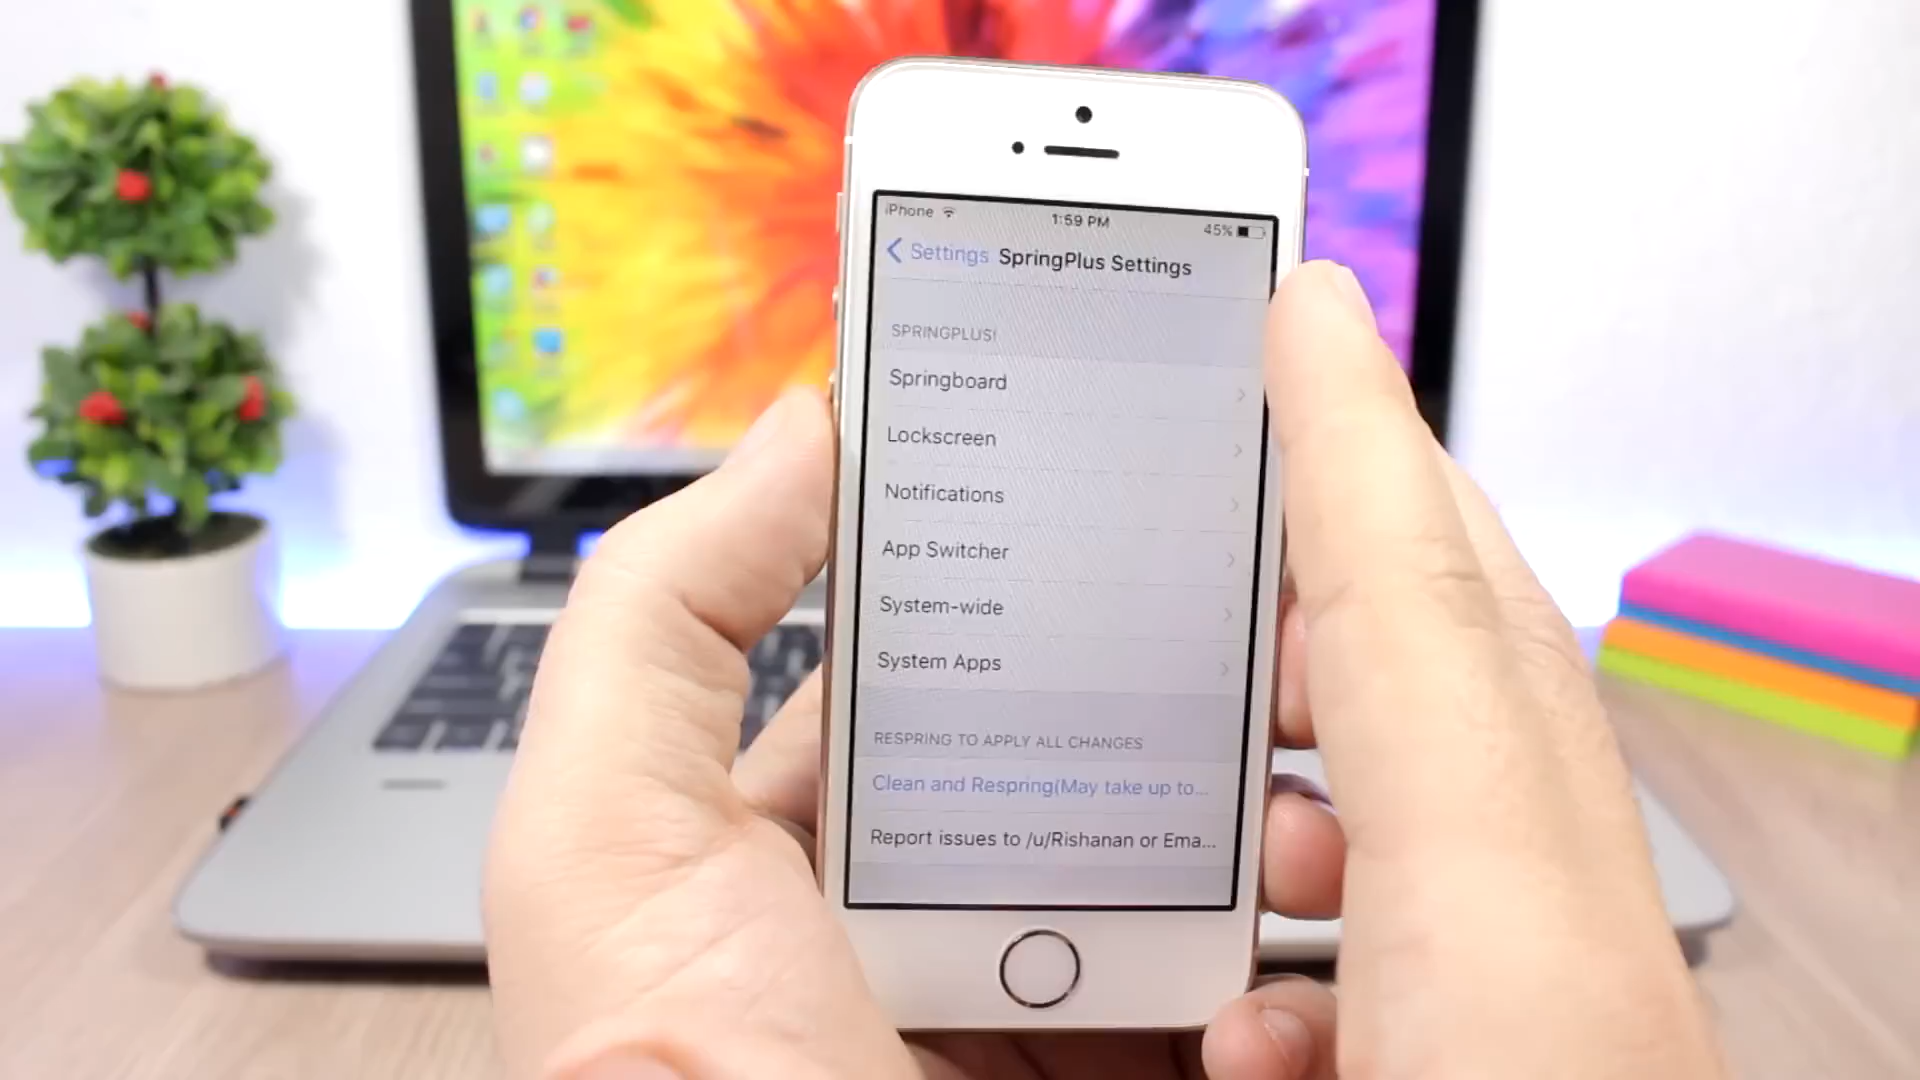 iPhone 1:59 PM 45%
Settings SpringPlus Settings
SPRINGPLUS!
Springboard
Lockscreen
Notifications
App Switcher
System-wide
System Apps
RESPRING TO APPLY ALL CHANGES
Clean and Respring(May take up to...
Report issues to /u/Rishanan or Ema...